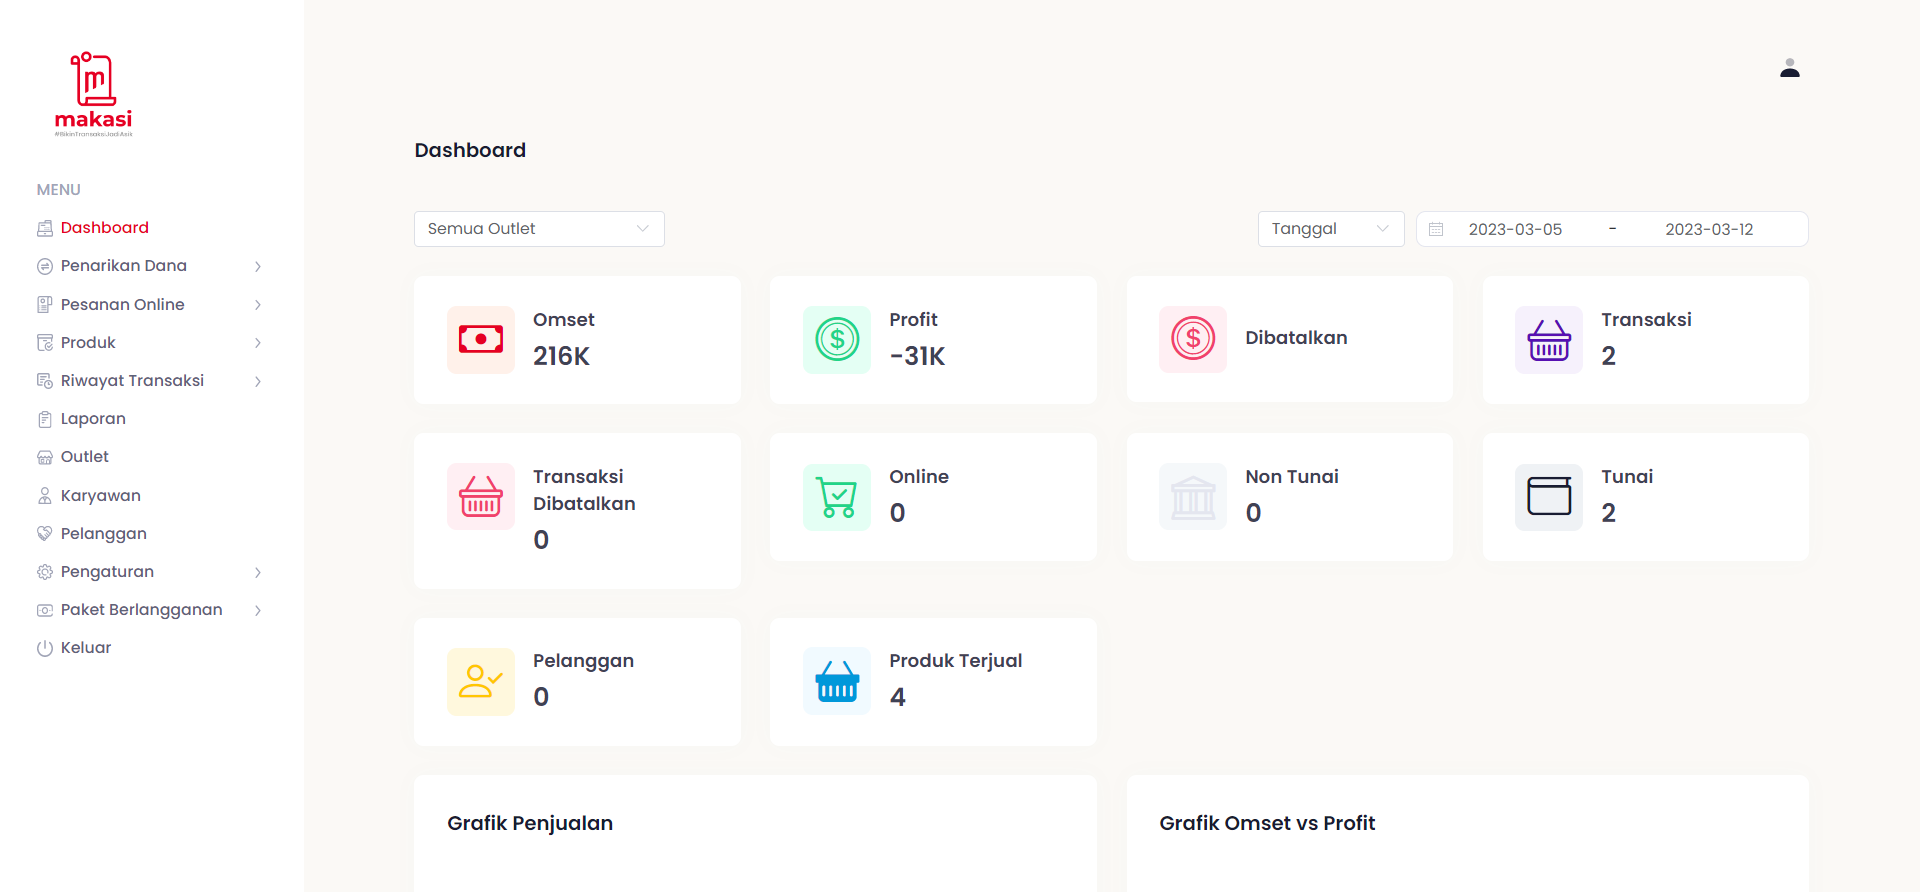 makasi
#BikinTransaksiJadiAsik
MENU
Dashboard
Penarikan Dana
Pesanan Online
Produk
Riwayat Transaksi
Laporan
Outlet
Karyawan
Pelanggan
Pengaturan
Paket Berlangganan
Keluar
Dashboard
Semua Outlet
Tanggal
2023-03-05 - 2023-03-12
Omset
216K
Profit
-31K
Dibatalkan
Transaksi
2
Transaksi
Dibatalkan
0
Online
0
Non Tunai
0
Tunai
2
Pelanggan
0
Produk Terjual
4
Grafik Penjualan
Grafik Omset vs Profit